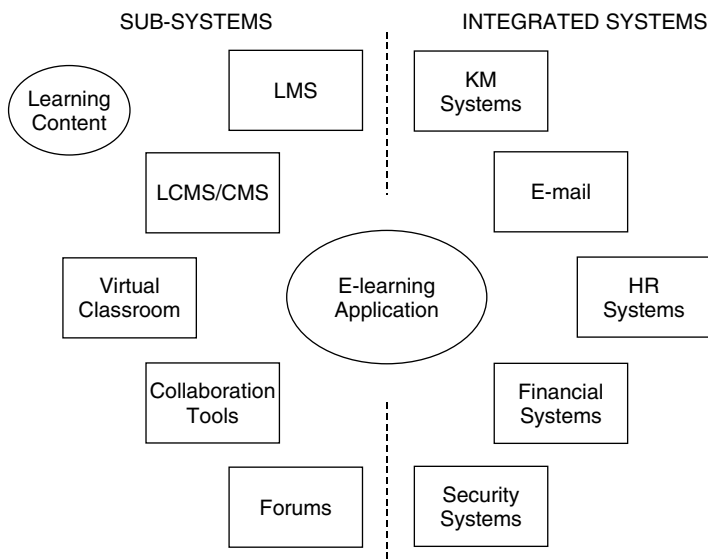 SUB-SYSTEMS
INTEGRATED SYSTEMS
Learning
Content
LMS
KM
Systems
LCMS/CMS
E-mail
Virtual
Classroom
E-learning
Application
HR
Systems
Collaboration
Tools
Financial
Systems
Forums
Security
Systems